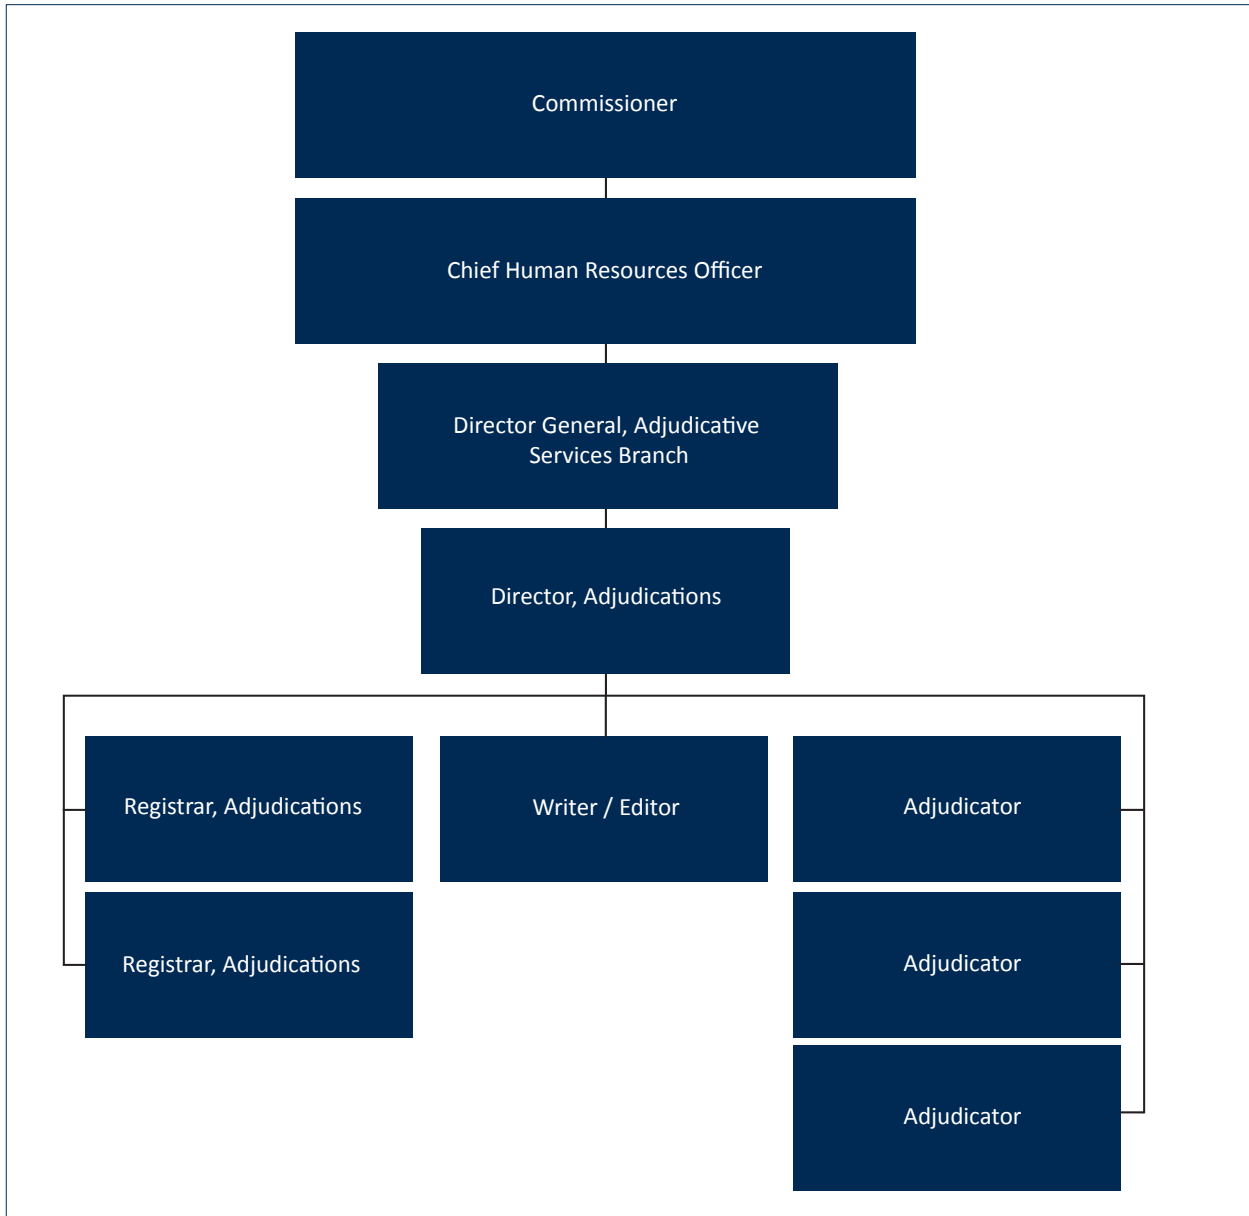 Commissioner
Chief Human Resources Officer
Director General, Adjudicative
Services Branch
Director, Adjudications
Registrar, Adjudications
Writer / Editor
Adjudicator
Registrar, Adjudications
Adjudicator
Adjudicator